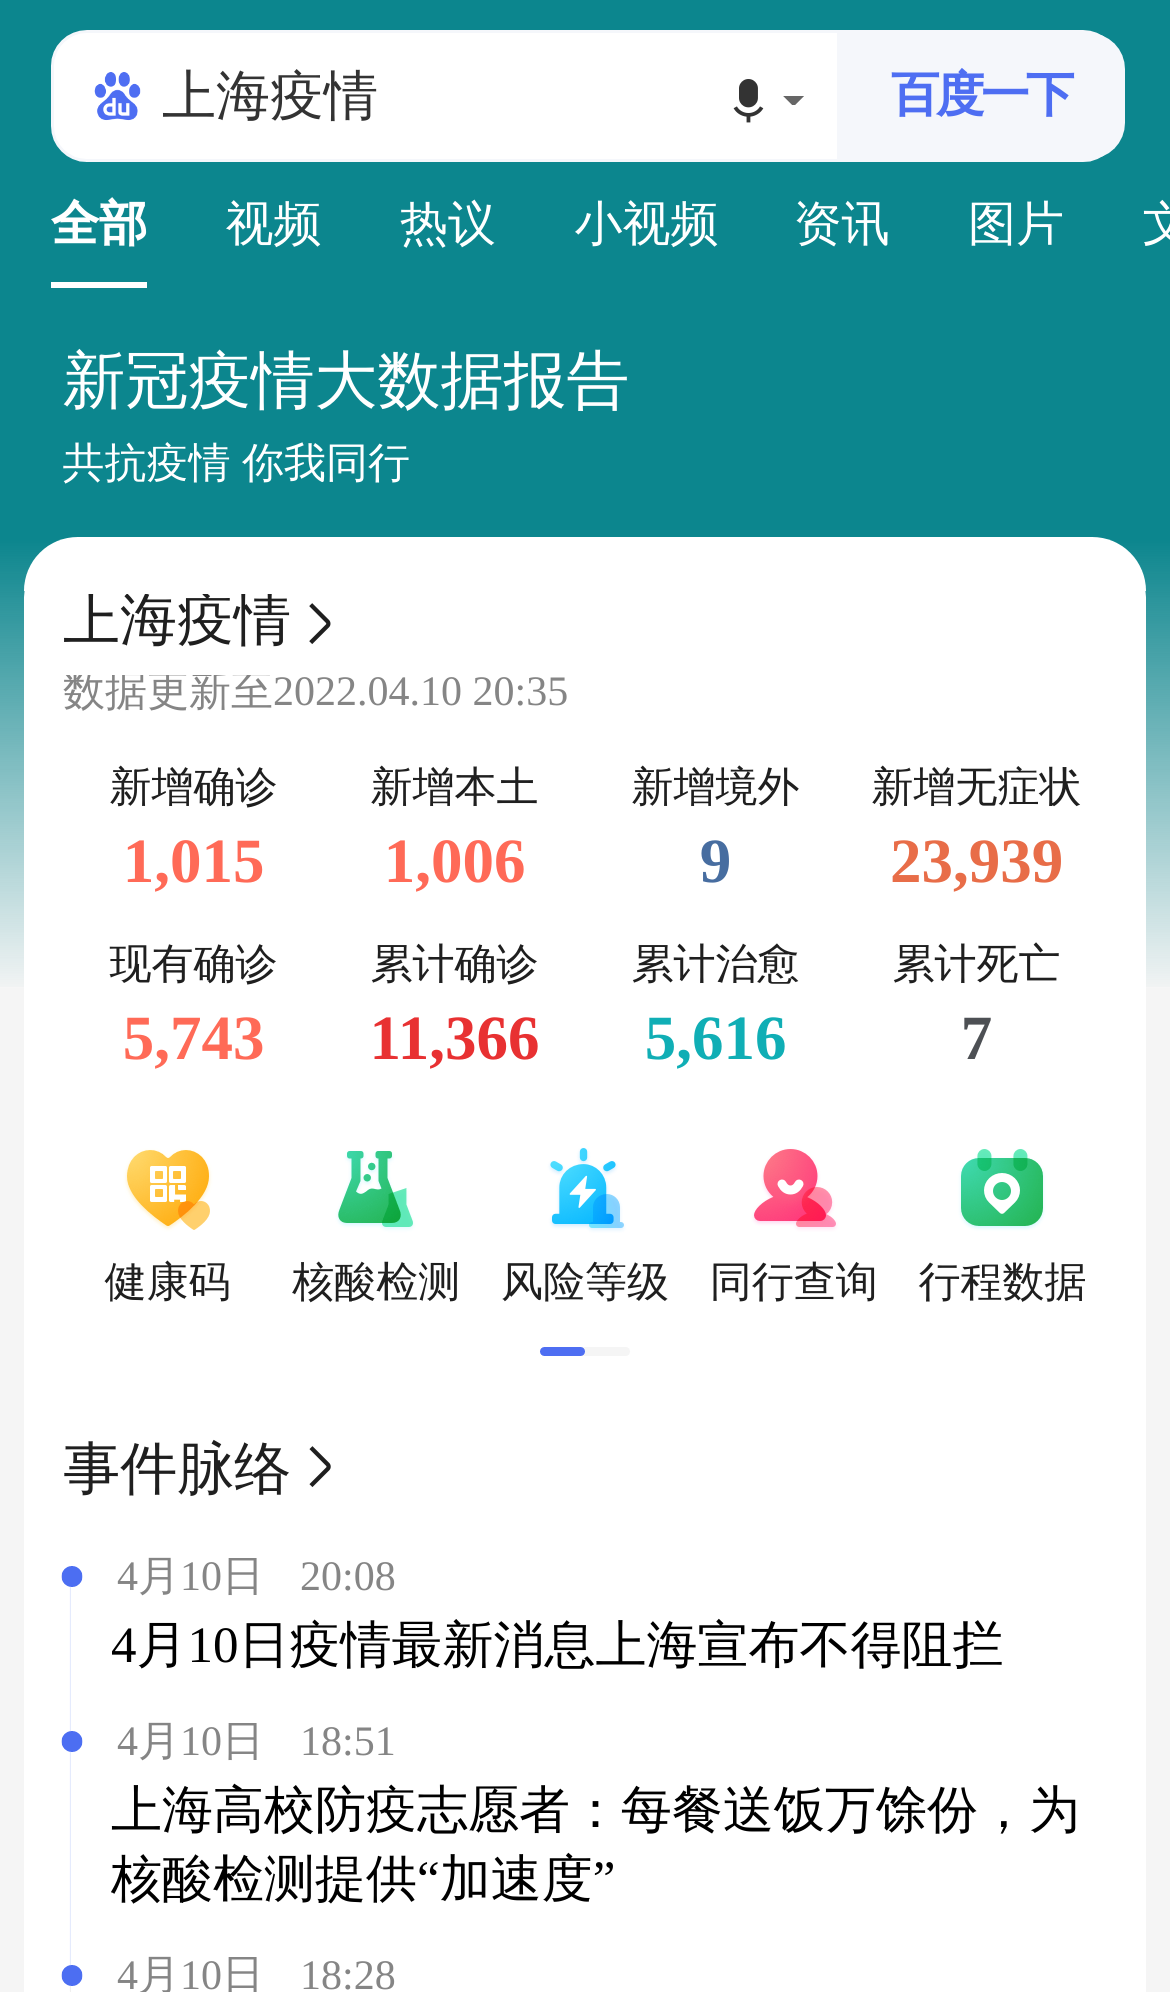 du 上海疫情 百度一下
全部 视频 热议 小视频 资讯 图片
新冠疫情大数据报告
共抗疫情 你我同行
上海疫情
数据更新至2022.04.10 20:35
新增确诊 新增本土 新增境外 新增无症状
1,015 1,006 9 23,939
现有确诊 累计确诊 累计治愈 累计死亡
5,743 11,366 5,616 7
健康码 核酸检测 风险等级 同行查询 行程数据
事件脉络
4月10日 20:08
4月10日疫情最新消息上海宣布不得阻拦
4月10日 18:51
上海高校防疫志愿者：每餐送饭万馀份，为
核酸检测提供“加速度”
4月10日 18:28